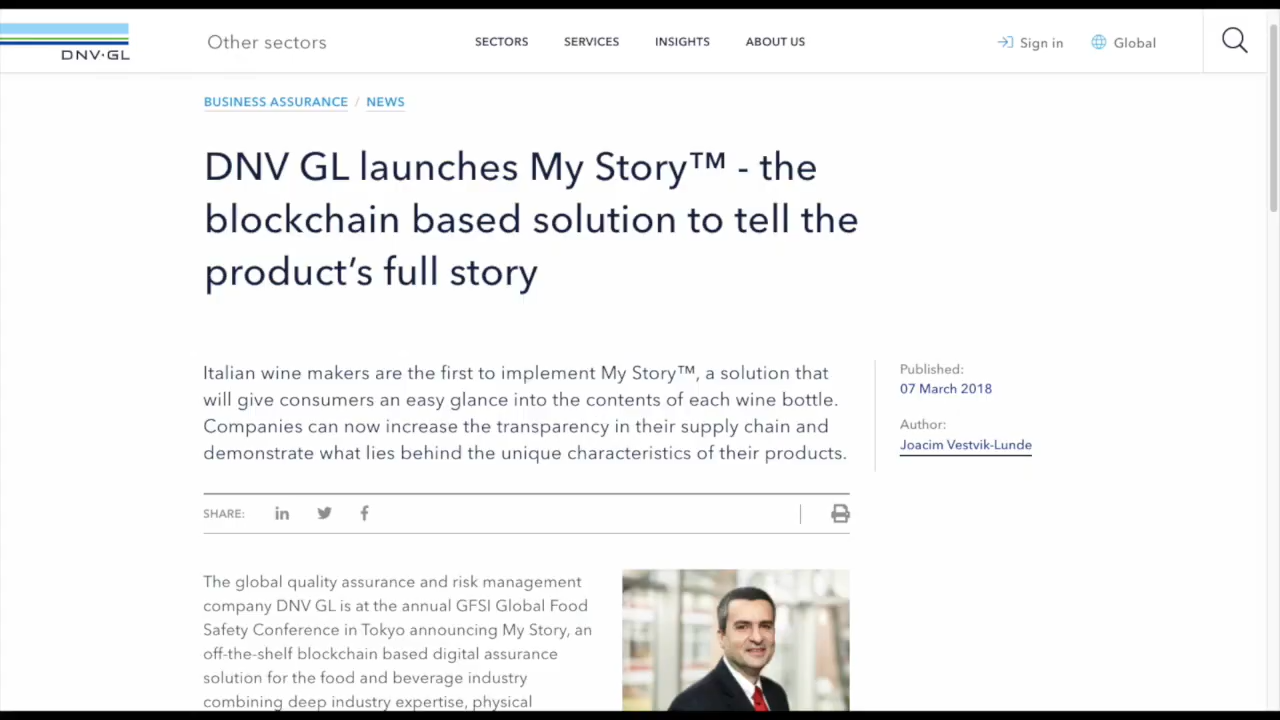 DNV·GL
Other sectors
SECTORS
SERVICES
INSIGHTS
ABOUT US
Sign in
Global
BUSINESS ASSURANCE / NEWS
DNV GL launches My Story™ - the
blockchain based solution to tell the
product’s full story
Italian wine makers are the first to implement My Story™, a solution that
will give consumers an easy glance into the contents of each wine bottle.
Companies can now increase the transparency in their supply chain and
demonstrate what lies behind the unique characteristics of their products.
Published:
07 March 2018
Author:
Joacim Vestvik-Lunde
SHARE:
The global quality assurance and risk management
company DNV GL is at the annual GFSI Global Food
Safety Conference in Tokyo announcing My Story, an
off-the-shelf blockchain based digital assurance
solution for the food and beverage industry
combining deep industry expertise, physical